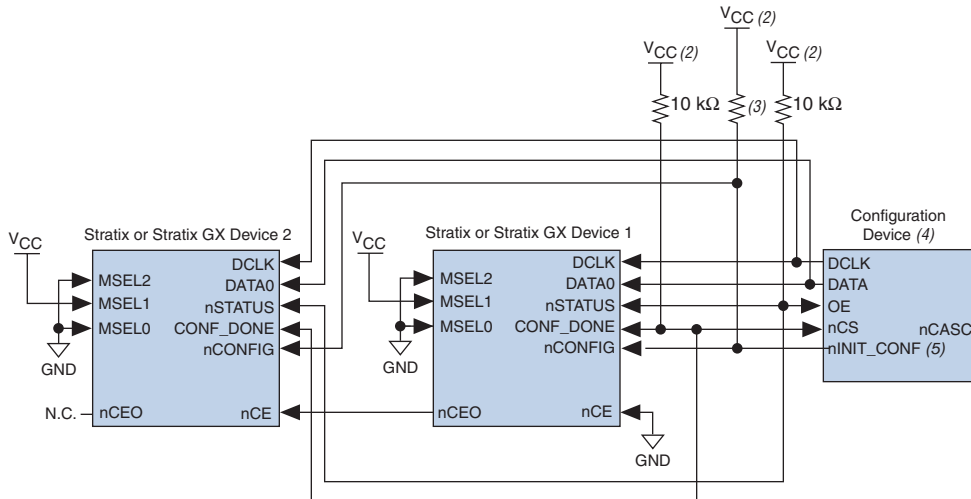 VCC (2)
VCC (2)
VCC (2)
10 kΩ
(3)
10 kΩ
Stratix or Stratix GX Device 2
Stratix or Stratix GX Device 1
Configuration
Device (4)
VCC
MSEL2
MSEL1
MSEL0
GND
DCLK
DATA0
nSTATUS
CONF_DONE
nCONFIG
N.C.
nCEO
nCE
VCC
MSEL2
MSEL1
MSEL0
GND
DCLK
DATA0
nSTATUS
CONF_DONE
nCONFIG
nCEO
nCE
GND
DCLK
DATA
OE
nCS
nCASC
nINIT_CONF (5)